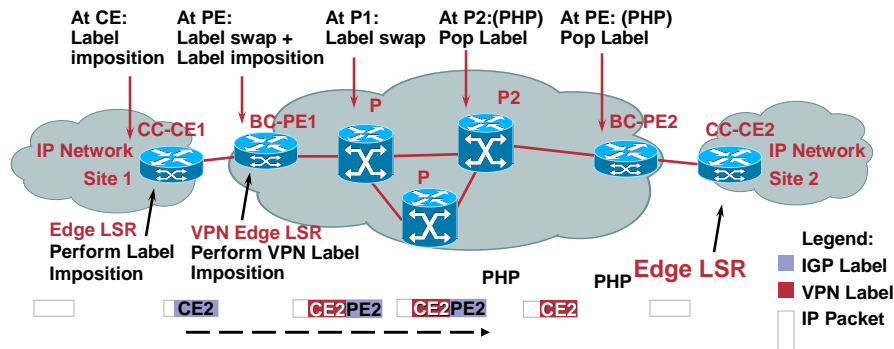 At CE:
Label
imposition
At PE:
Label swap +
Label imposition
At P1:
Label swap
At P2:(PHP)
Pop Label
At PE: (PHP)
Pop Label
P
P2
CC-CE1
BC-PE1
BC-PE2
CC-CE2
IP Network
Site 1
IP Network
Site 2
P
Edge LSR
Perform Label
Imposition
VPN Edge LSR
Perform VPN Label
Imposition
Edge LSR
PHP
PHP
Legend:
IGP Label
VPN Label
IP Packet
CE2
CE2 PE2
CE2 PE2
CE2